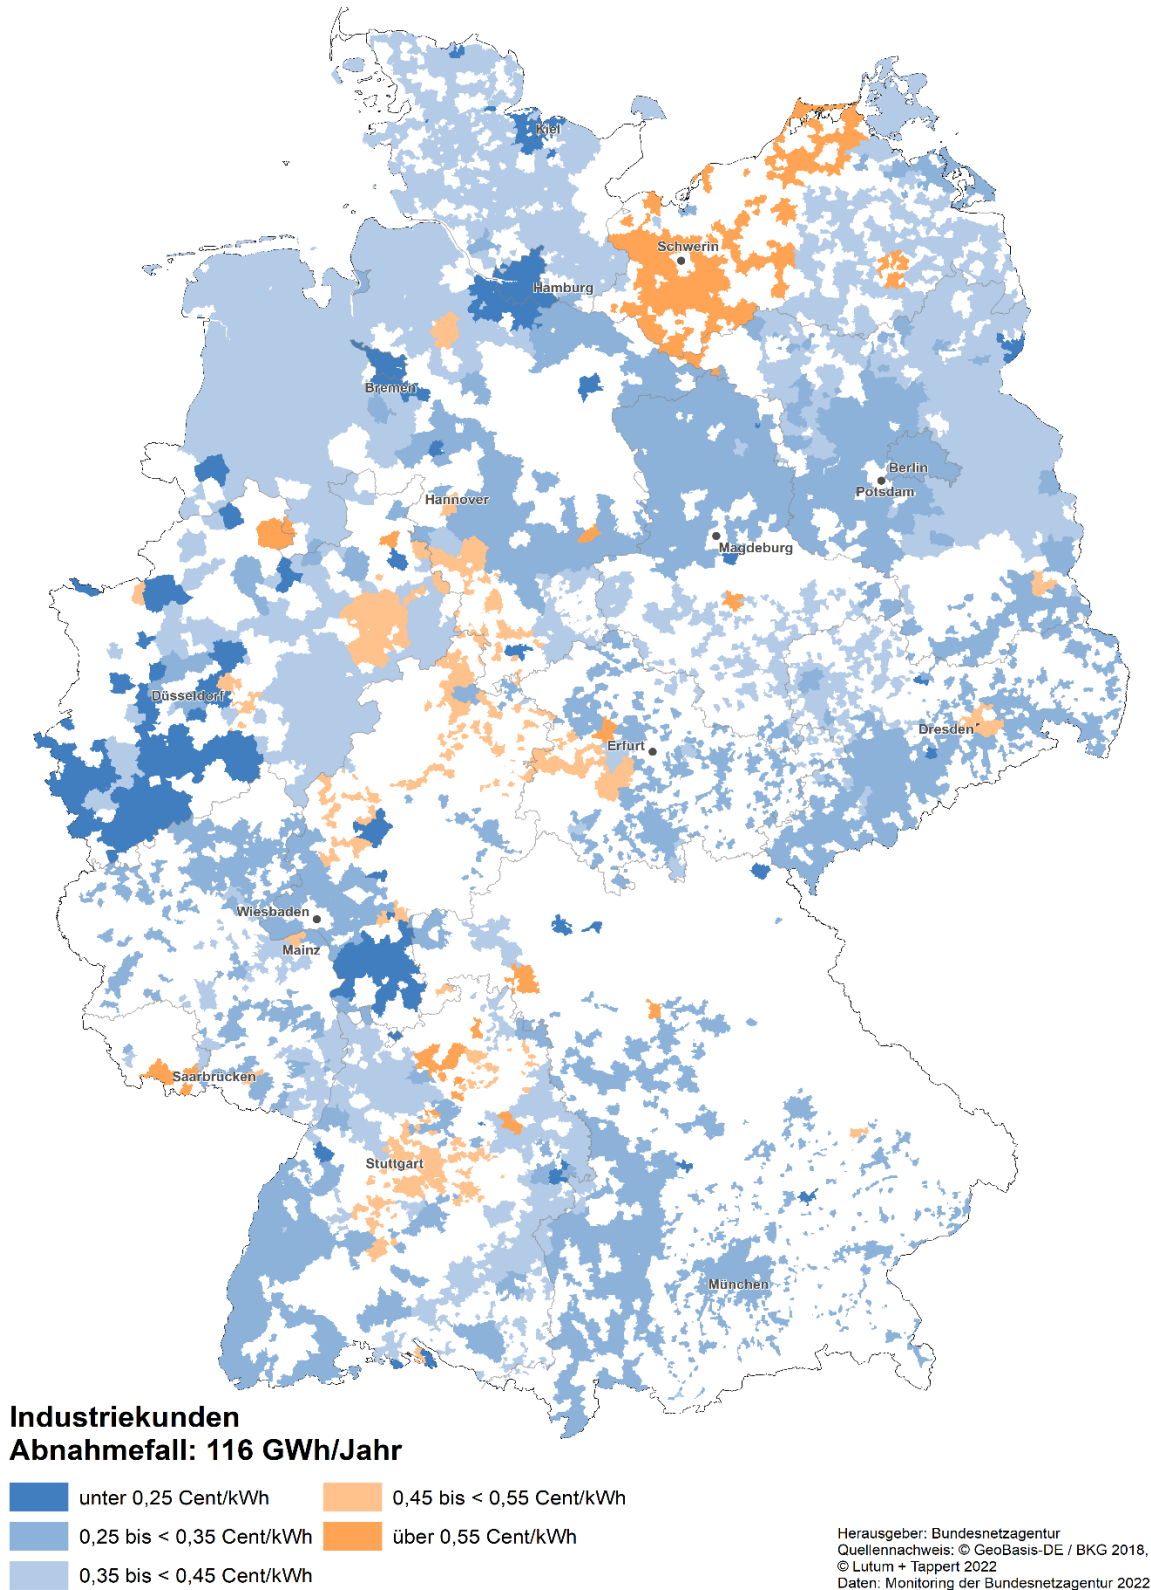 Kiel
Schwerin
Hamburg
Bremen
Berlin
Potsdam
Hannover
Magdeburg
Düsseldorf
Dresden
Erfurt
Wiesbaden
Mainz
Saarbrücken
Stuttgart
München
Industriekunden
Abnahmefall: 116 GWh/Jahr
unter 0,25 Cent/kWh
0,25 bis < 0,35 Cent/kWh
0,35 bis < 0,45 Cent/kWh
0,45 bis < 0,55 Cent/kWh
über 0,55 Cent/kWh
Herausgeber: Bundesnetzagentur
Quellennachweis: © GeoBasis-DE / BKG 2018,
© Lutum + Tappert 2022
Daten: Monitoring der Bundesnetzagentur 2022